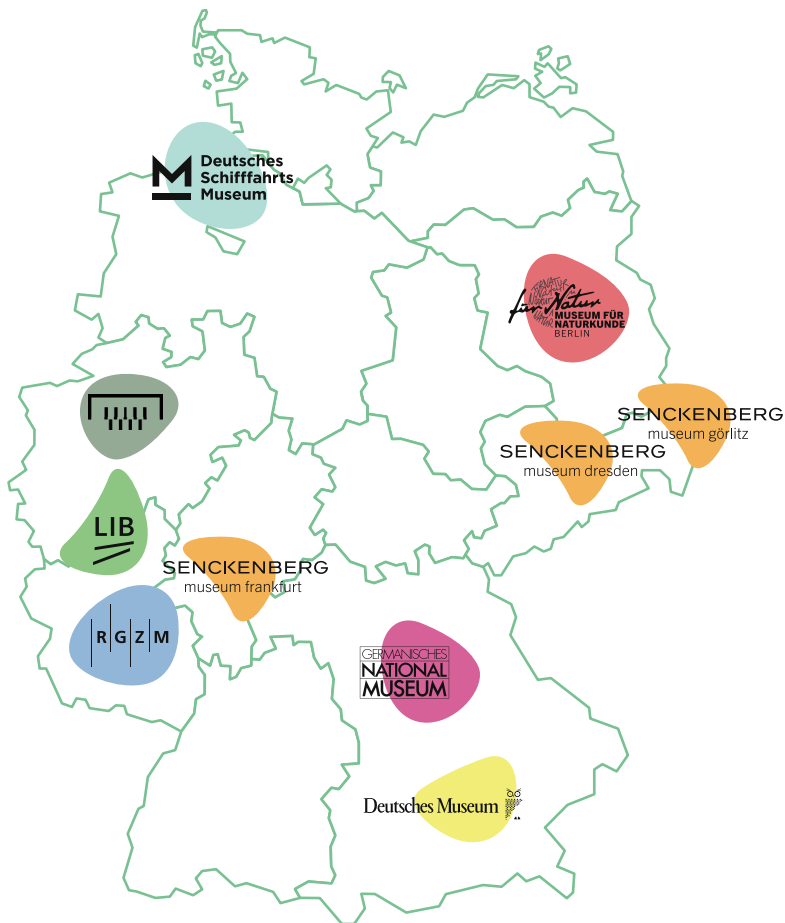 Deutsches
Schifffahrts
Museum
für Natur
MUSEUM FÜR
NATURKUNDE
BERLIN
SENCKENBERG
museum görlitz
SENCKENBERG
museum dresden
LIB
SENCKENBERG
museum frankfurt
R G Z M
GERMANISCHES
NATIONAL
MUSEUM
Deutsches Museum